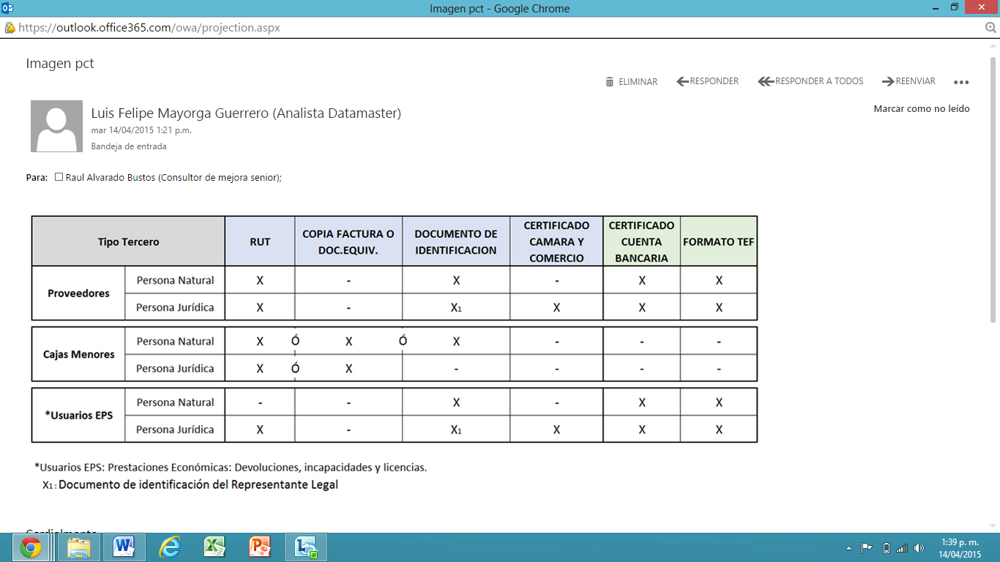 Imagen pct - Google Chrome
https://outlook.office365.com/owa/projection.aspx
Imagen pct
ELIMINAR RESPONDER RESPONDER A TODOS REENVIAR
Luis Felipe Mayorga Guerrero (Analista Datamaster)
Marcar como no leído
mar 14/04/2015 1:21 p.m.
Bandeja de entrada
Para: Raul Alvarado Bustos (Consultor de mejora senior);
Tipo Tercero RUT COPIA FACTURA O DOC.EQUIV. DOCUMENTO DE IDENTIFICACION CERTIFICADO CAMARA Y COMERCIO CERTIFICADO CUENTA BANCARIA FORMATO TEF
Proveedores
Persona Natural X - X - X X
Persona Jurídica X - X1 X X X
Cajas Menores
Persona Natural X Ó X Ó X - - -
Persona Jurídica X Ó X - - - -
*Usuarios EPS
Persona Natural - - X - X X
Persona Jurídica X - X1 X X X
*Usuarios EPS: Prestaciones Económicas: Devoluciones, incapacidades y licencias.
X1: Documento de identificación del Representante Legal
1:39 p. m.
14/04/2015